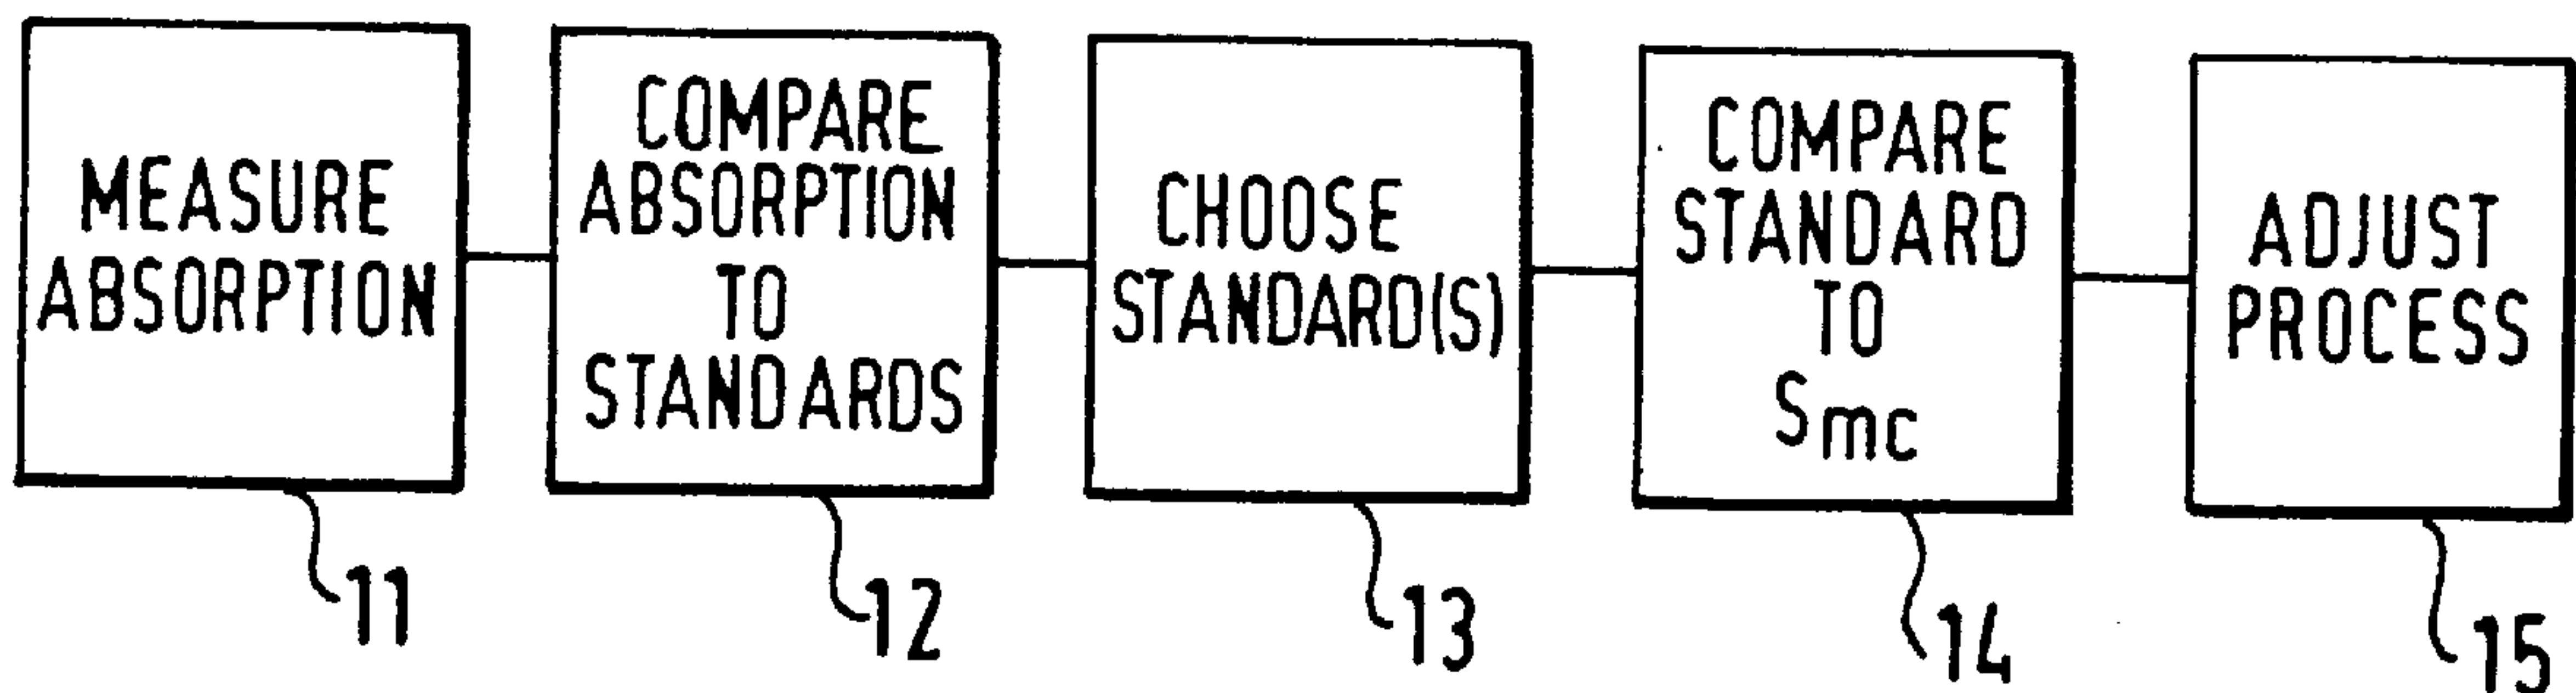 MEASURE
ABSORPTION
COMPARE
ABSORPTION
TO
STANDARDS
CHOOSE
STANDARD(S)
COMPARE
STANDARD
TO
Smc
ADJUST
PROCESS
11
12
13
14
15